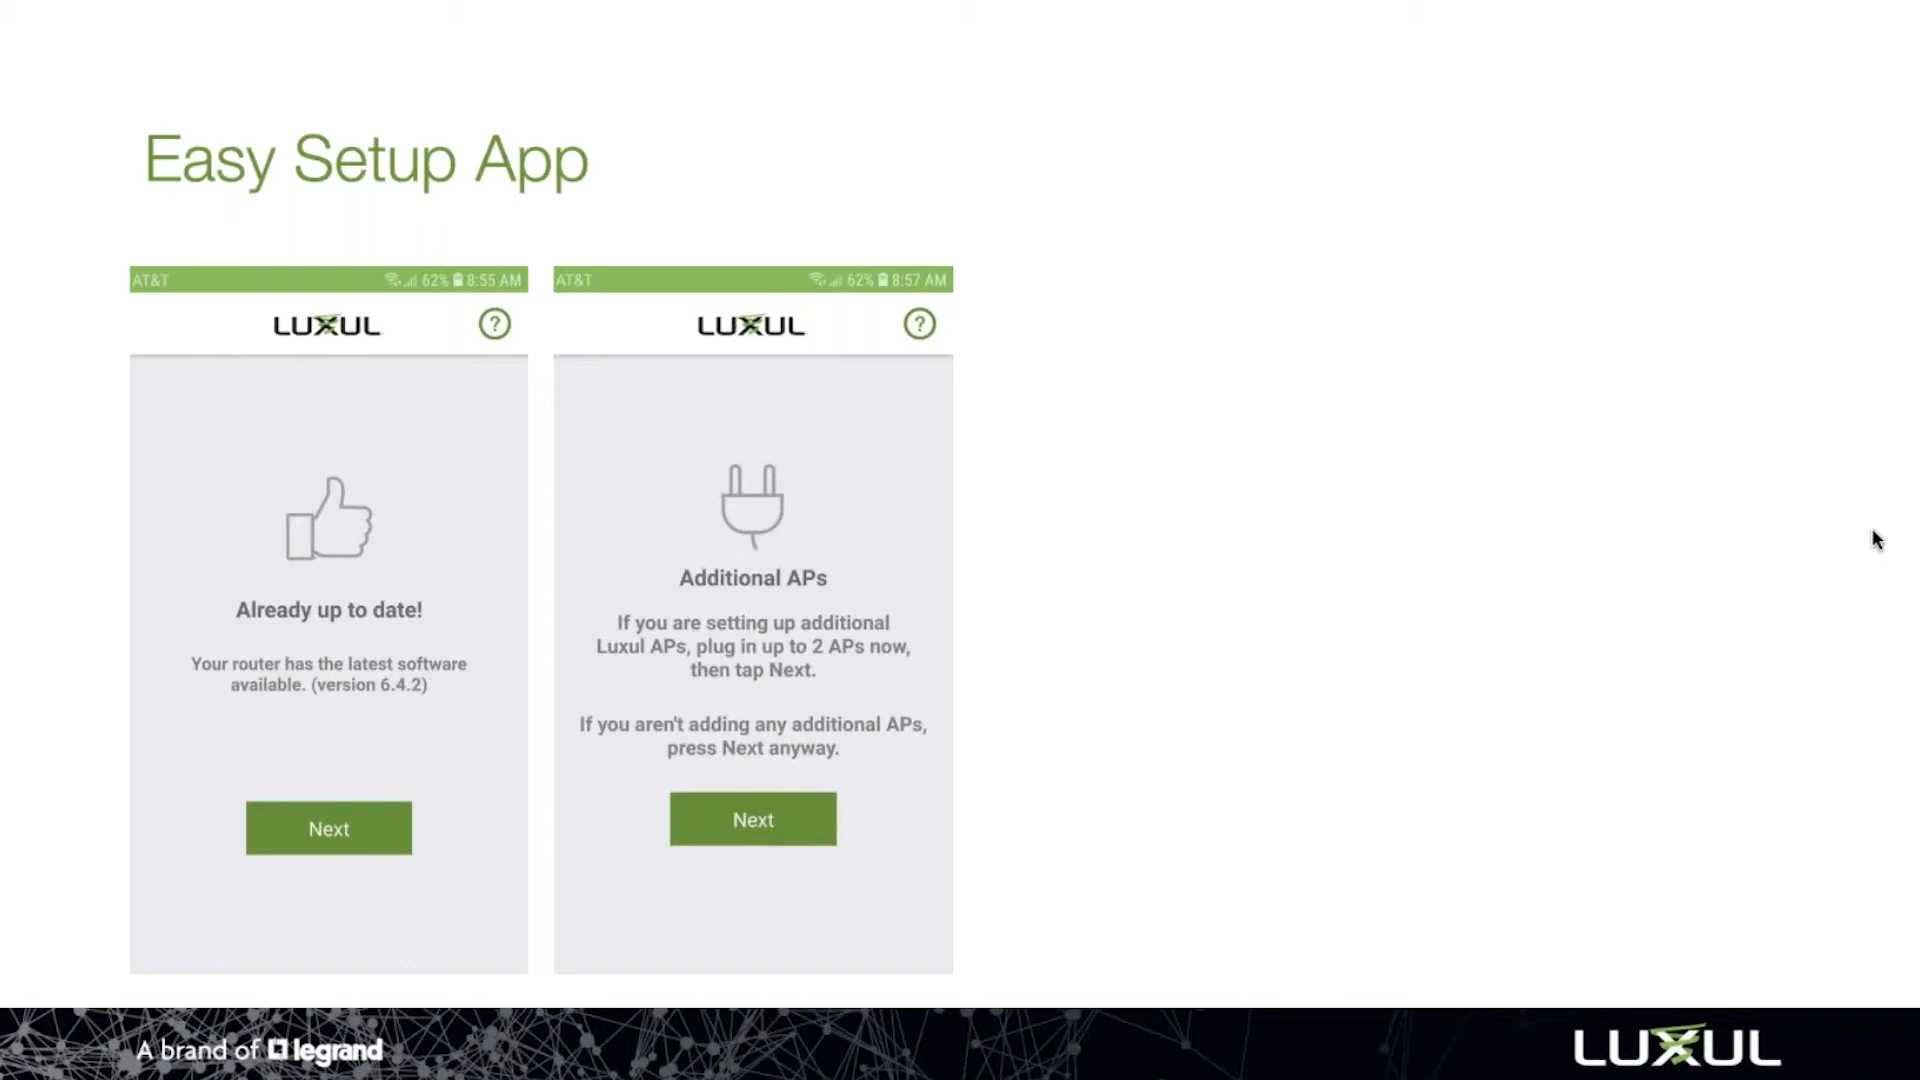 Easy Setup App
AT&T 62% 8:55 AM
LUXUL ?
Already up to date!
Your router has the latest software
available. (version 6.4.2)
Next
AT&T 62% 8:57 AM
LUXUL ?
Additional APs
If you are setting up additional
Luxul APs, plug in up to 2 APs now,
then tap Next.
If you aren't adding any additional APs,
press Next anyway.
Next
A brand of legrand
LUXUL